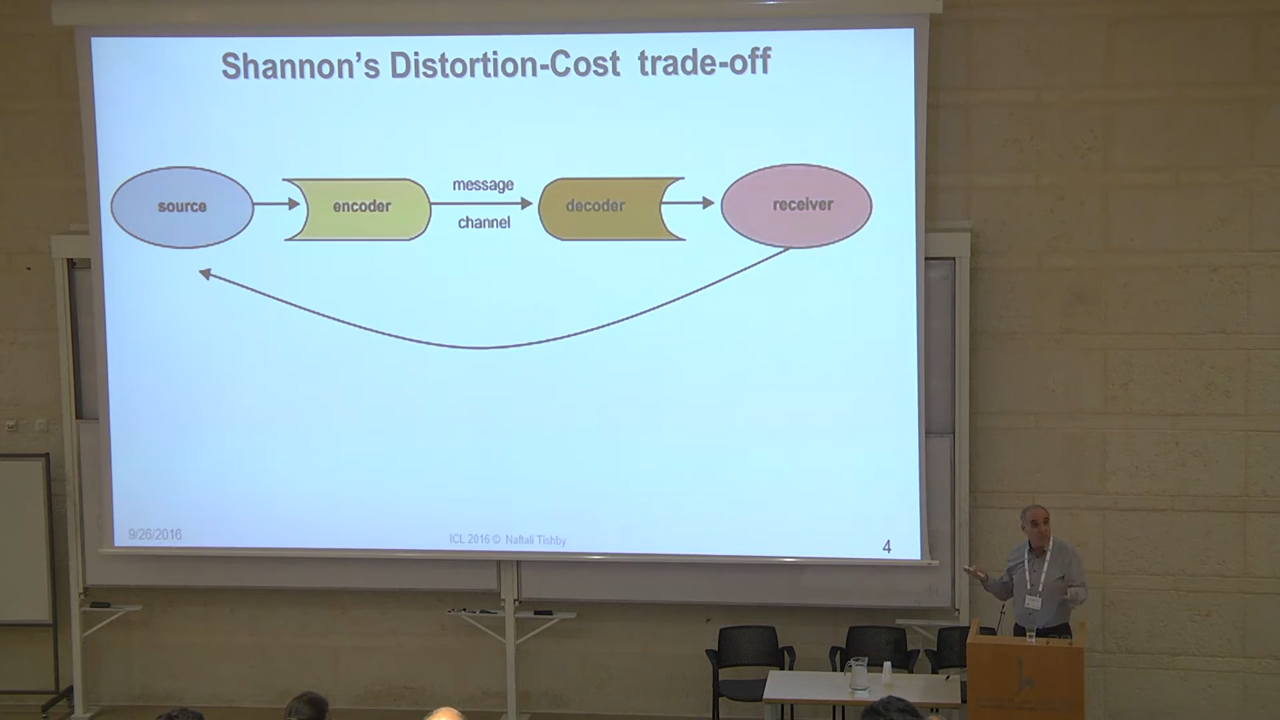 Shannon's Distortion-Cost trade-off
source
encoder
message
channel
decoder
receiver
9/26/2016
ICL 2016 © Naftali Tishby
4